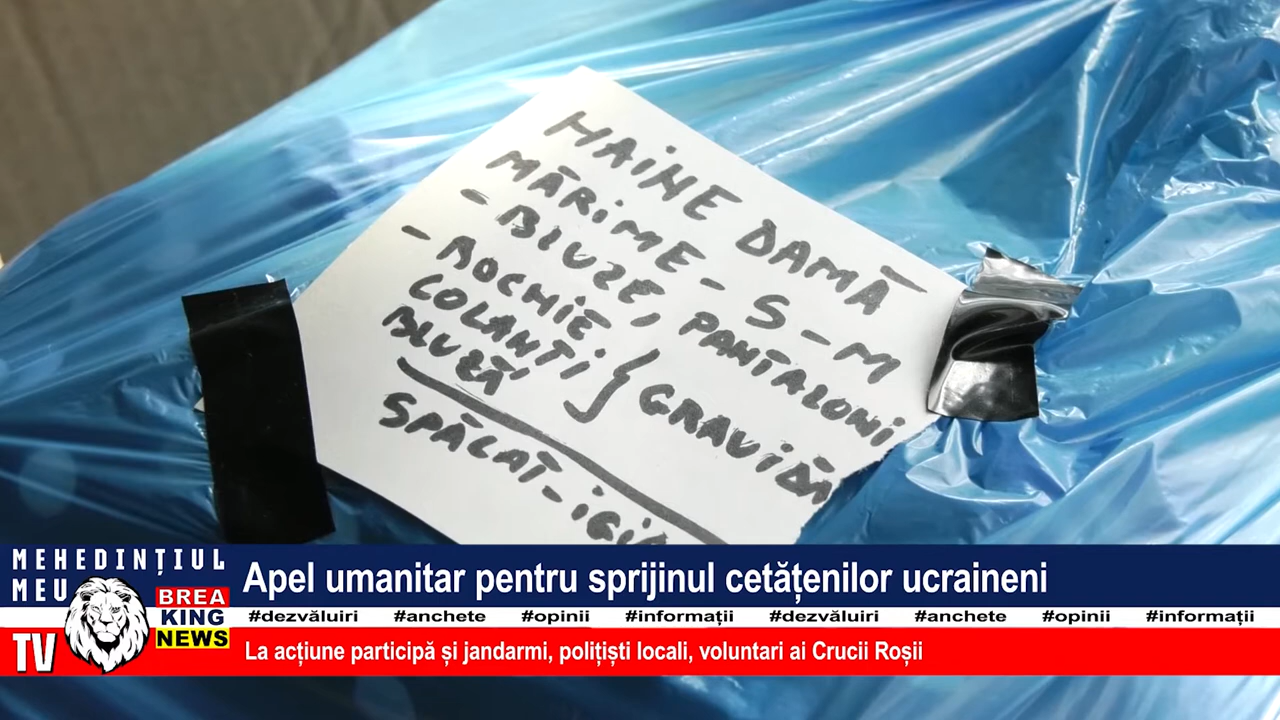 HAINE DAMĂ
MĂRIME - S - M
- BLUZE, PANTALONI
- ROCHIE
COLANȚI } GRAVIDĂ
BLUZĂ
SPĂLAT -
MEHEDINȚIUL
MEU
TV
BREA
KING
NEWS
Apel umanitar pentru sprijinul cetățenilor ucraineni
#dezvăluiri #anchete #opinii #informații #dezvăluiri #anchete #opinii #informații
La acțiune participă și jandarmi, polițiști locali, voluntari ai Crucii Roșii